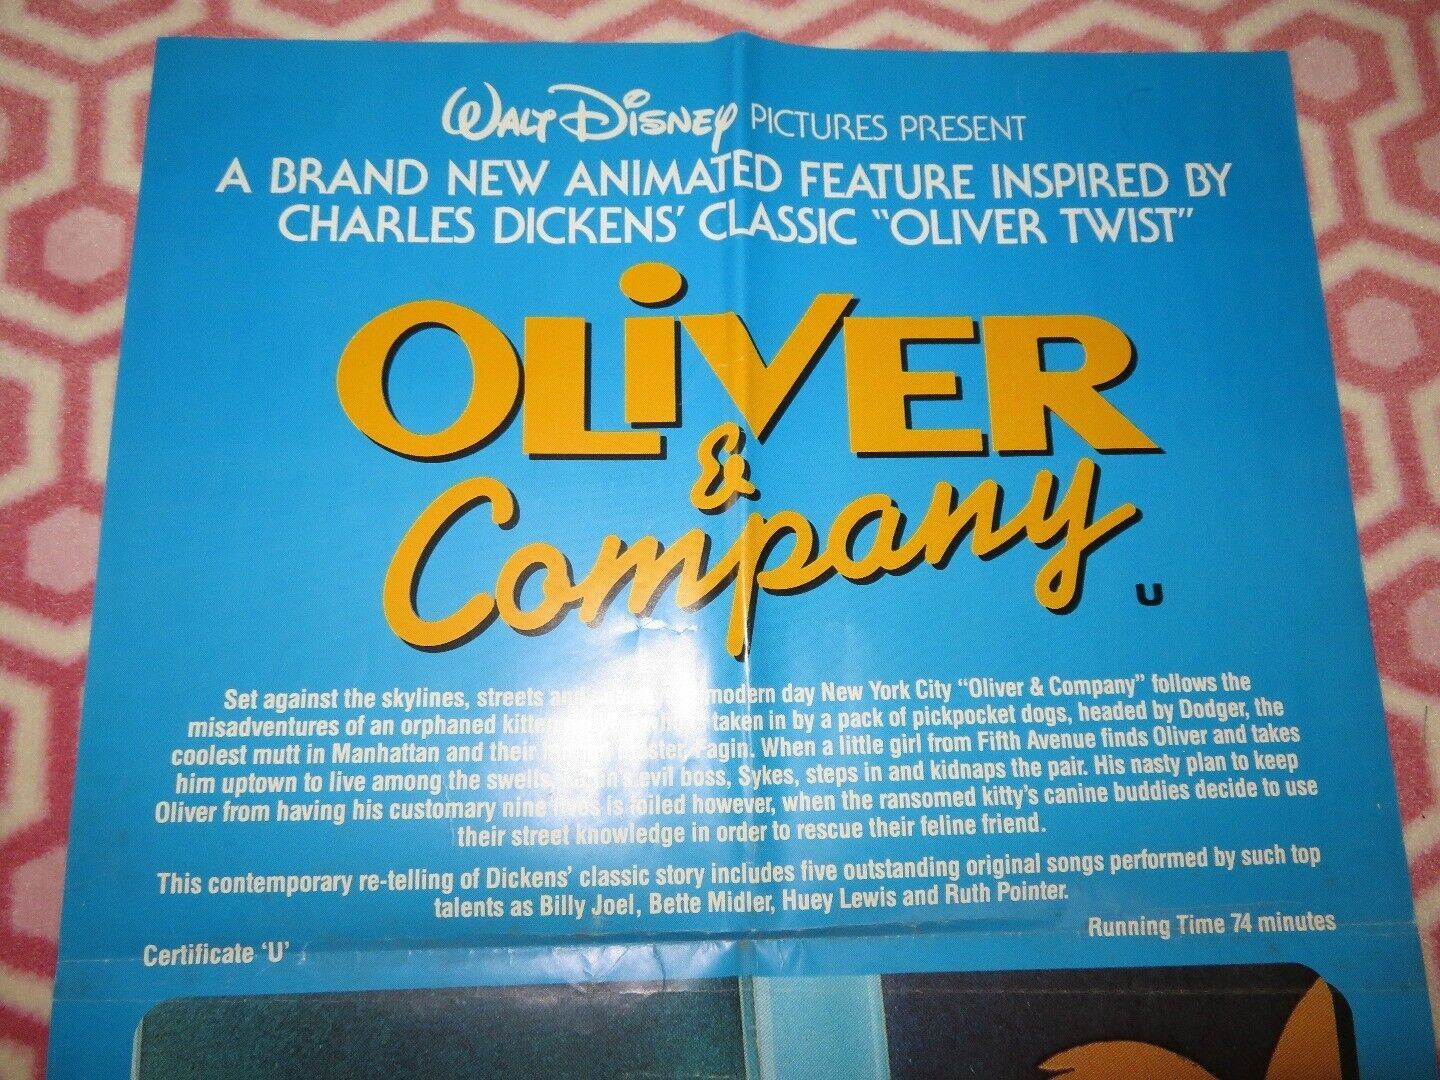 WALT DISNEY PICTURES PRESENT
A BRAND NEW ANIMATED FEATURE INSPIRED BY
CHARLES DICKENS' CLASSIC "OLIVER TWIST"
OLiVER
&
Company
U
Set against the skylines, streets and modern day New York City "Oliver & Company" follows the
misadventures of an orphaned kitten taken in by a pack of pickpocket dogs, headed by Dodger, the
coolest mutt in Manhattan and their master Fagin. When a little girl from Fifth Avenue finds Oliver and takes
him uptown to live among the swells, Fagin's evil boss, Sykes, steps in and kidnaps the pair. His nasty plan to keep
Oliver from having his customary nine lives is foiled however, when the ransomed kitty's canine buddies decide to use
their street knowledge in order to rescue their feline friend.
This contemporary re-telling of Dickens' classic story includes five outstanding original songs performed by such top
talents as Billy Joel, Bette Midler, Huey Lewis and Ruth Pointer.
Running Time 74 minutes
Certificate 'U'